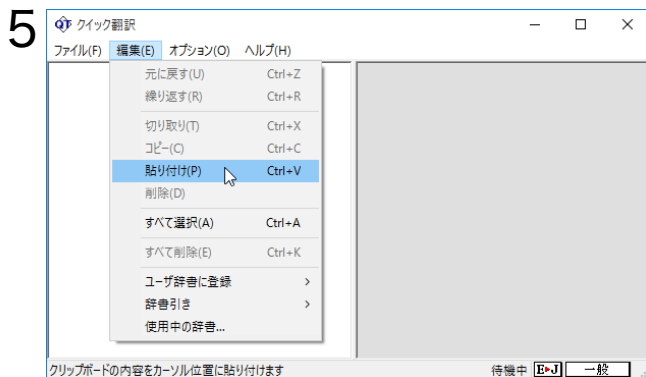 5
QT クイック翻訳
ファイル(F) 編集(E) オプション(O) ヘルプ(H)
元に戻す(U) Ctrl+Z
繰り返す(R) Ctrl+R
切り取り(T) Ctrl+X
コピー(C) Ctrl+C
貼り付け(P) Ctrl+V
削除(D)
すべて選択(A) Ctrl+A
すべて削除(E) Ctrl+K
ユーザ辞書に登録
辞書引き
使用中の辞書...
クリップボードの内容をカーソル位置に貼り付けます 待機中 E▸J 一般